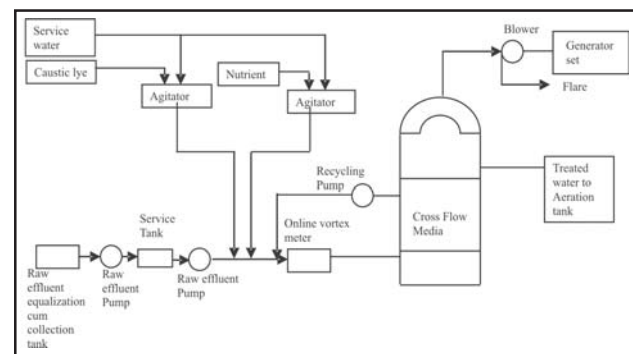 Service
water
Caustic lye
Agitator
Nutrient
Agitator
Blower
Generator
set
Flare
Recycling
Pump
Cross Flow
Media
Treated
water to
Aeration
tank
Service
Tank
Online vortex
meter
Raw
effluent
equalization
cum
collection
tank
Raw
effluent
Pump
Raw effluent
Pump